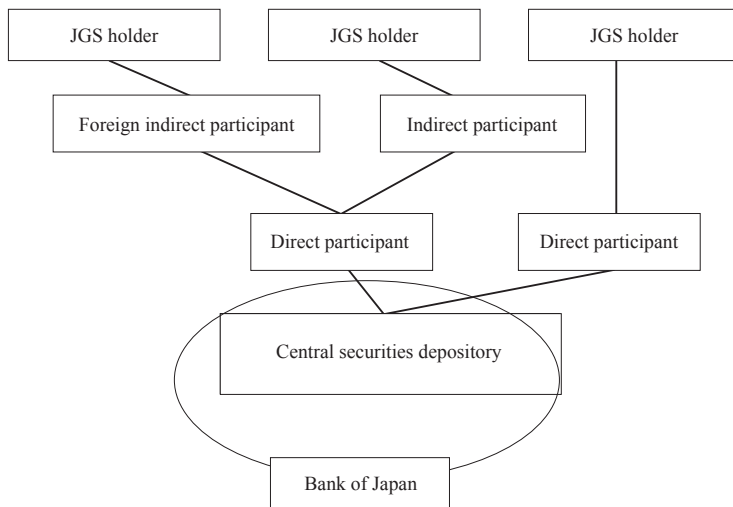 JGS holder
JGS holder
JGS holder
Foreign indirect participant
Indirect participant
Direct participant
Direct participant
Central securities depository
Bank of Japan